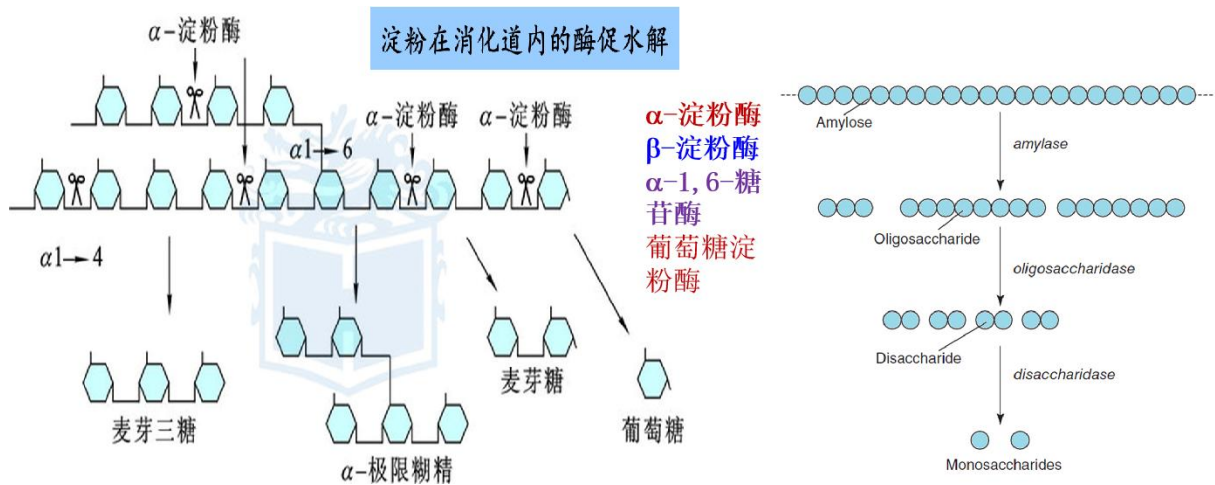 淀粉在消化道内的酶促水解
α-淀粉酶
α-淀粉酶 α-淀粉酶
α1→6
α1→4
麦芽三糖
α-极限糊精
麦芽糖
葡萄糖
α-淀粉酶
β-淀粉酶
α-1,6-糖
苷酶
葡萄糖淀
粉酶
Amylose
amylase
Oligosaccharide
oligosaccharidase
Disaccharide
disaccharidase
Monosaccharides